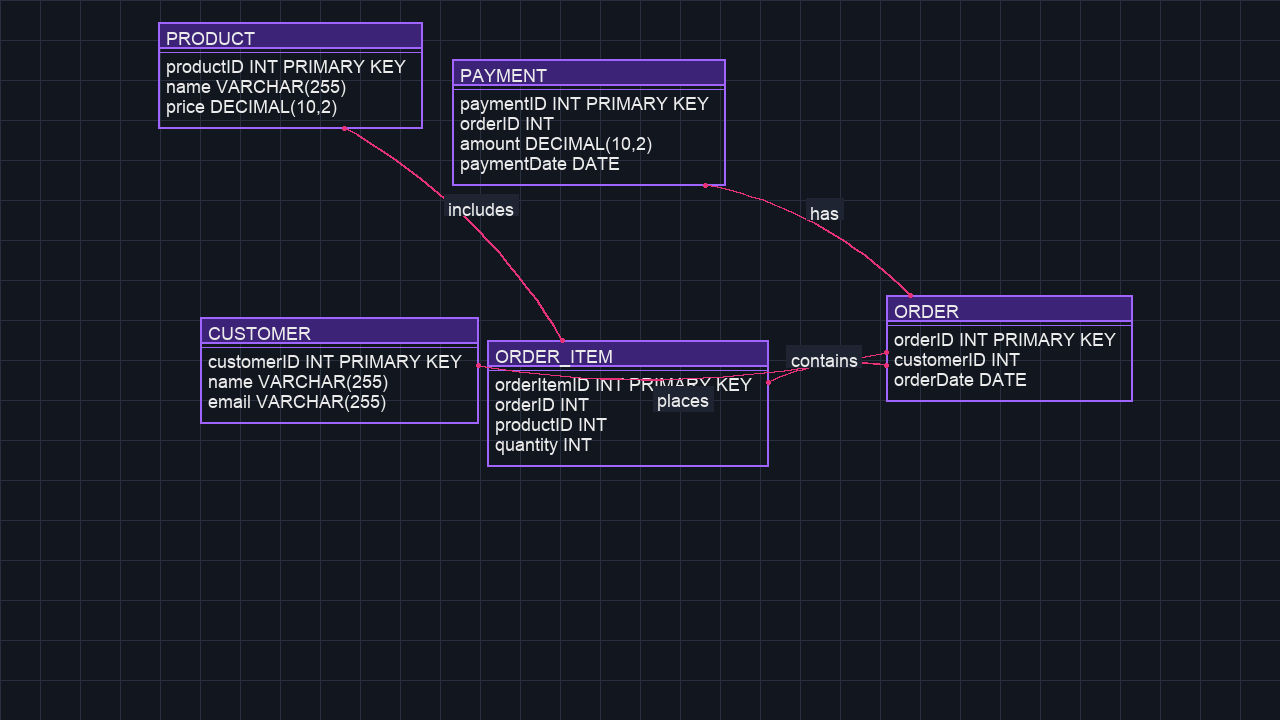 PRODUCT
productID INT PRIMARY KEY
name VARCHAR(255)
price DECIMAL(10,2)
PAYMENT
paymentID INT PRIMARY KEY
orderID INT
amount DECIMAL(10,2)
paymentDate DATE
includes
has
CUSTOMER
customerID INT PRIMARY KEY
name VARCHAR(255)
email VARCHAR(255)
ORDER_ITEM
orderItemID INT PRIMARY KEY
orderID INT
productID INT
quantity INT
places
contains
ORDER
orderID INT PRIMARY KEY
customerID INT
orderDate DATE